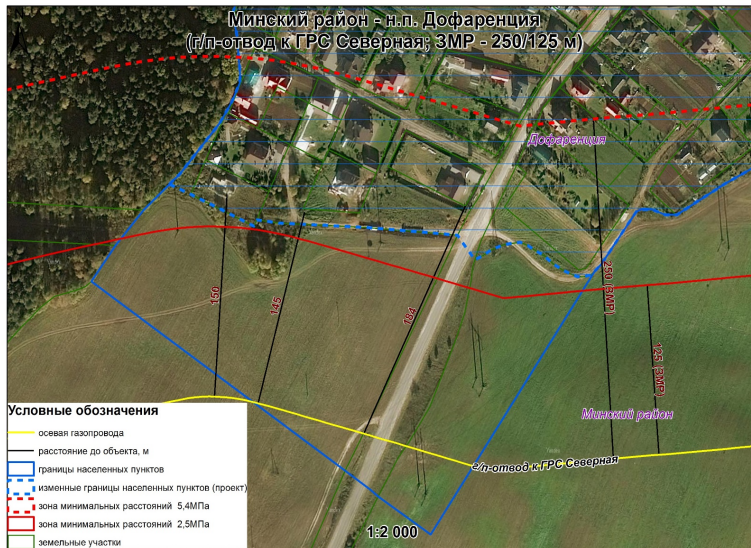 Минский район - н.п. Дофаренция
(г/п-отвод к ГРС Северная; ЗМР - 250/125 м)
Дофаренция
150
145
184
250 (ЗМР)
125 (ЗМР)
Минский район
г/п-отвод к ГРС Северная
1:2 000
Условные обозначения
осевая газопровода
расстояние до объекта, м
границы населенных пунктов
изменные границы населенных пунктов (проект)
зона минимальных расстояний 5,4МПа
зона минимальных расстояний 2,5МПа
земельные участки